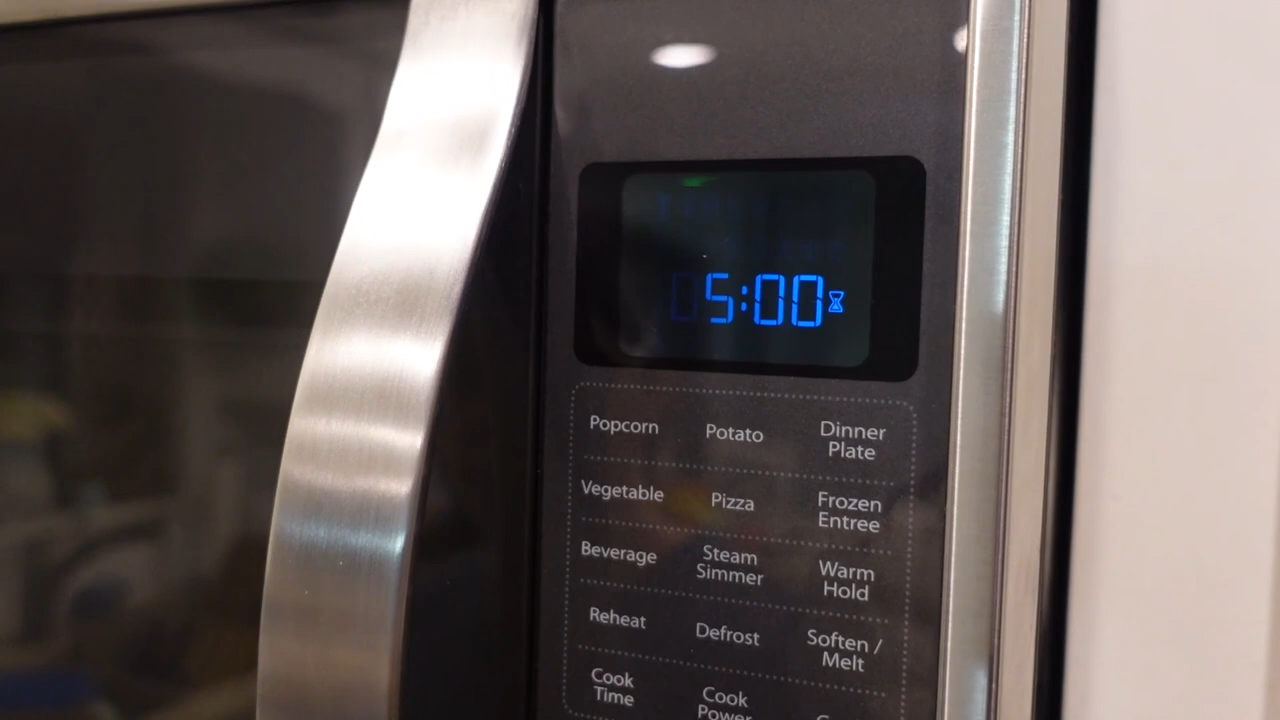 5:00
Popcorn Potato Dinner Plate
Vegetable Pizza Frozen Entree
Beverage Steam Simmer Warm Hold
Reheat Defrost Soften / Melt
Cook Time Cook Power